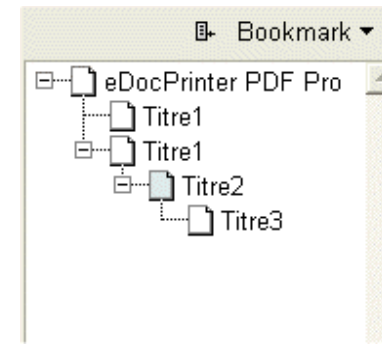 Bookmark
eDocPrinter PDF Pro
Titre1
Titre1
Titre2
Titre3